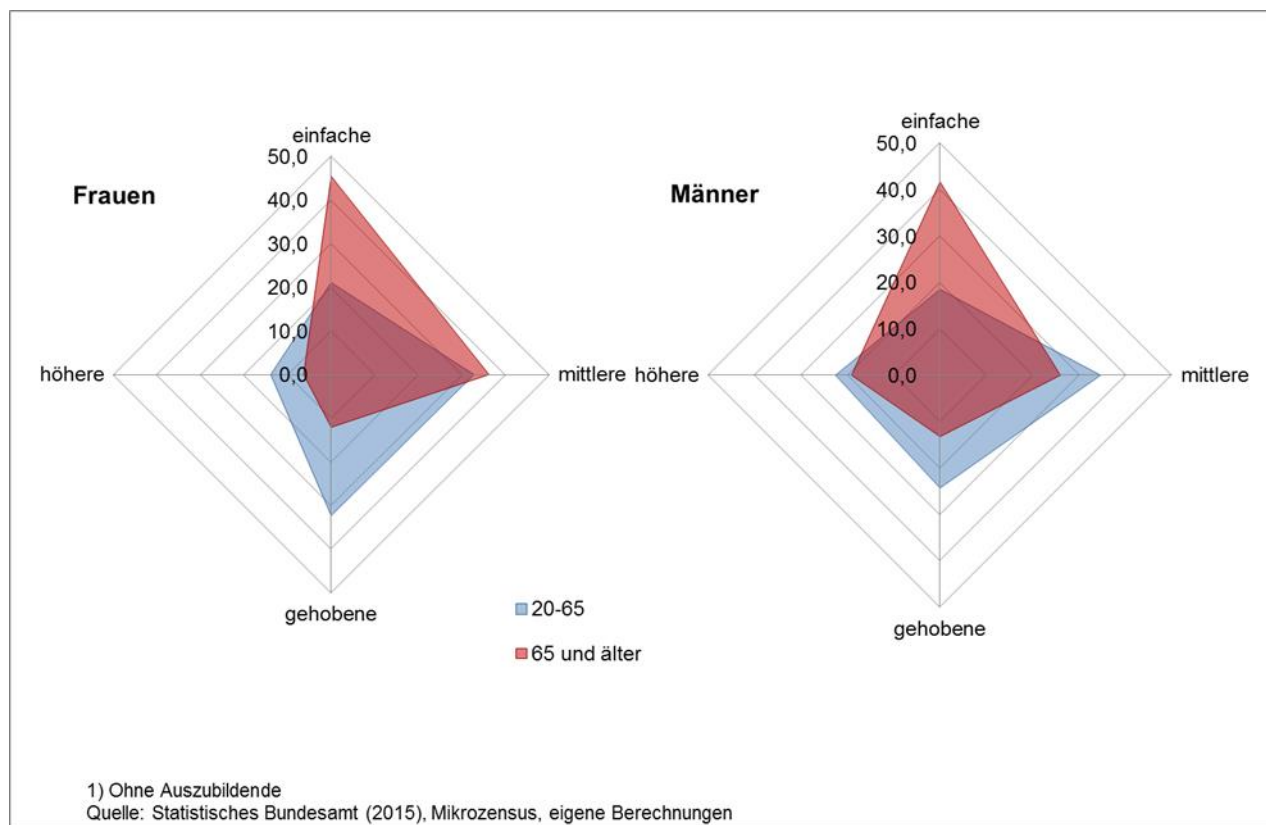 einfache
50,0
Frauen
40,0
30,0
20,0
10,0
höhere
0,0
mittlere
gehobene
einfache
50,0
Männer
40,0
30,0
20,0
10,0
höhere
0,0
mittlere
gehobene
20-65
65 und älter
1) Ohne Auszubildende
Quelle: Statistisches Bundesamt (2015), Mikrozensus, eigene Berechnungen